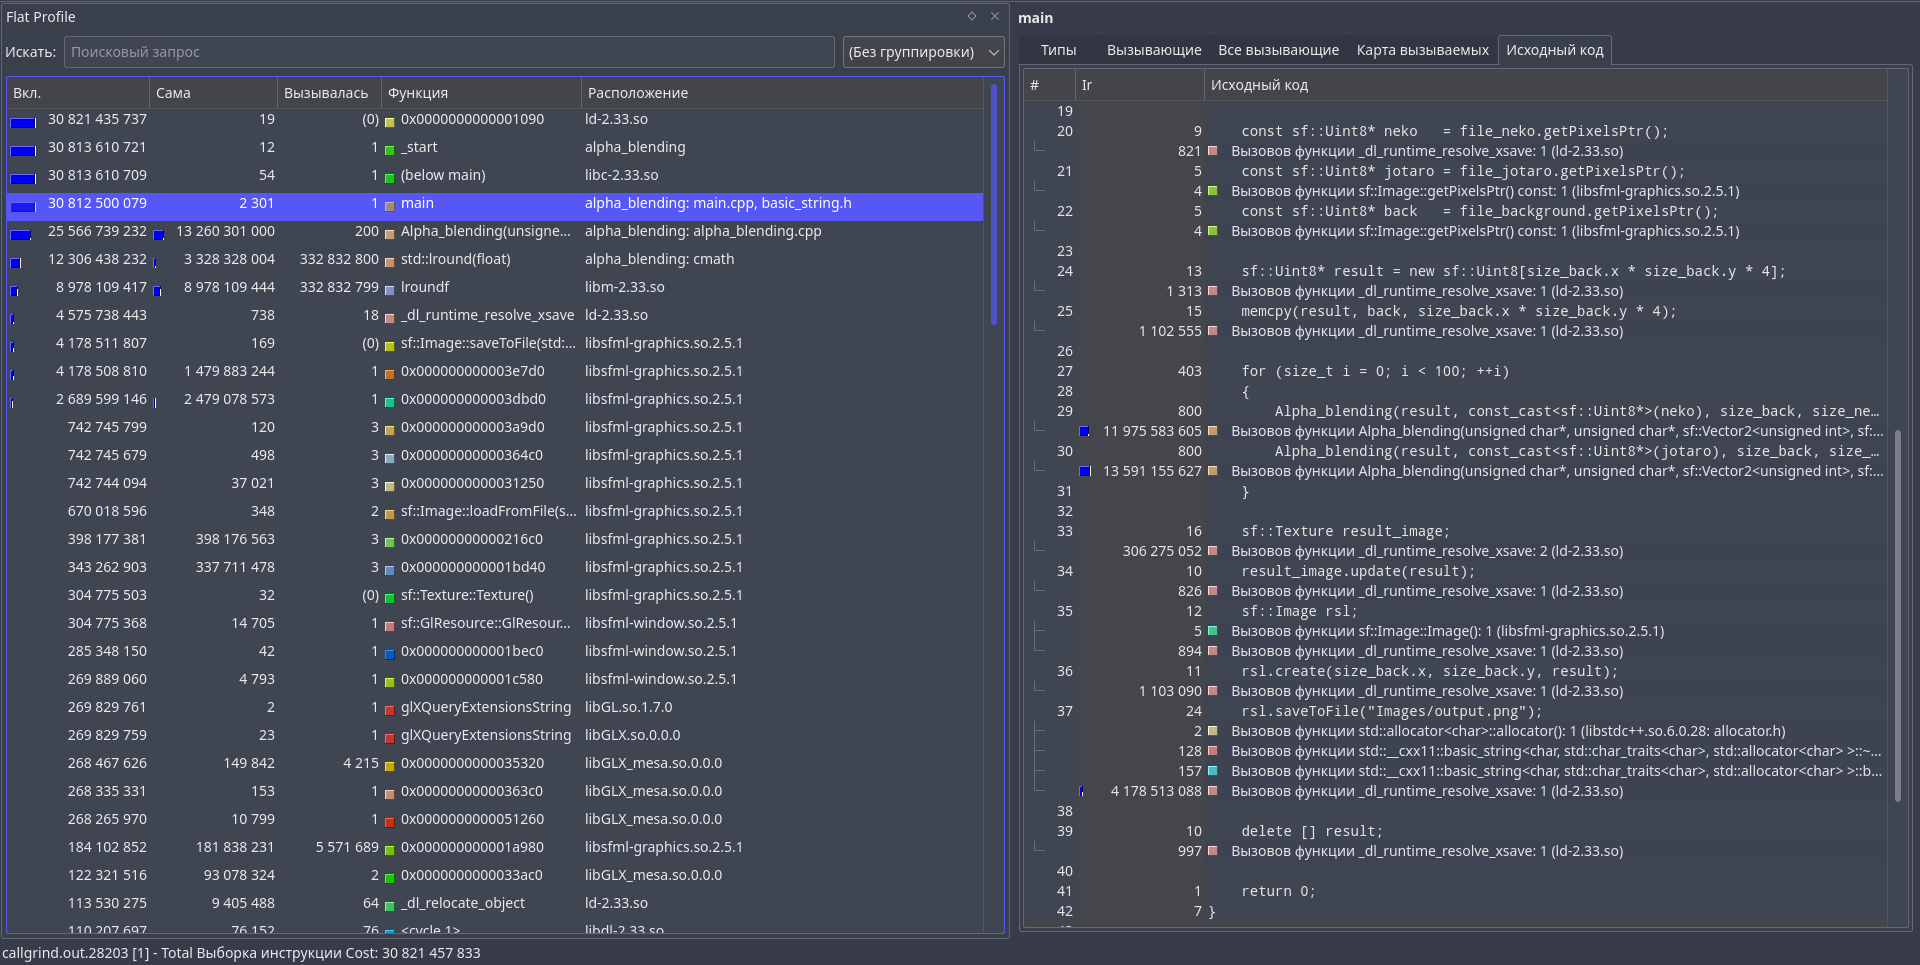 Flat Profile
Искать: Поисковый запрос (Без группировки)
Вкл. Сама Вызывалась Функция Расположение
30 821 435 737 19 (0) 0x0000000000001090 ld-2.33.so
30 813 610 721 12 1 _start alpha_blending
30 813 610 709 54 1 (below main) libc-2.33.so
30 812 500 079 2 301 1 main alpha_blending: main.cpp, basic_string.h
25 566 739 232 13 260 301 000 200 Alpha_blending(unsigne... alpha_blending: alpha_blending.cpp
12 306 438 232 3 328 328 004 332 832 800 std::lround(float) alpha_blending: cmath
8 978 109 417 8 978 109 444 332 832 799 lroundf libm-2.33.so
4 575 738 443 738 18 _dl_runtime_resolve_xsave ld-2.33.so
4 178 511 807 169 (0) sf::Image::saveToFile(std:... libsfml-graphics.so.2.5.1
4 178 508 810 1 479 883 244 1 0x000000000003e7d0 libsfml-graphics.so.2.5.1
2 689 599 146 2 479 078 573 1 0x000000000003dbd0 libsfml-graphics.so.2.5.1
742 745 799 120 3 0x000000000003a9d0 libsfml-graphics.so.2.5.1
742 745 679 498 3 0x00000000000364c0 libsfml-graphics.so.2.5.1
742 744 094 37 021 3 0x0000000000031250 libsfml-graphics.so.2.5.1
670 018 596 348 2 sf::Image::loadFromFile(s... libsfml-graphics.so.2.5.1
398 177 381 398 176 563 3 0x00000000000216c0 libsfml-graphics.so.2.5.1
343 262 903 337 711 478 3 0x000000000001bd40 libsfml-graphics.so.2.5.1
304 775 503 32 (0) sf::Texture::Texture() libsfml-graphics.so.2.5.1
304 775 368 14 705 1 sf::GlResource::GlResour... libsfml-window.so.2.5.1
285 348 150 42 1 0x000000000001bec0 libsfml-window.so.2.5.1
269 889 060 4 793 1 0x000000000001c580 libsfml-window.so.2.5.1
269 829 761 2 1 glXQueryExtensionsString libGL.so.1.7.0
269 829 759 23 1 glXQueryExtensionsString libGLX.so.0.0.0
268 467 626 149 842 4 215 0x0000000000035320 libGLX_mesa.so.0.0.0
268 335 331 153 1 0x00000000000363c0 libGLX_mesa.so.0.0.0
268 265 970 10 799 1 0x0000000000051260 libGLX_mesa.so.0.0.0
184 102 852 181 838 231 5 571 689 0x000000000001a980 libsfml-graphics.so.2.5.1
122 321 516 93 078 324 2 0x0000000000033ac0 libGLX_mesa.so.0.0.0
113 530 275 9 405 488 64 _dl_relocate_object ld-2.33.so
110 207 697 76 152 76 <cycle 1> libdl-2.33.so
callgrind.out.28203 [1] - Total Выборка инструкции Cost: 30 821 457 833
main
Типы Вызывающие Все вызывающие Карта вызываемых Исходный код
# Ir Исходный код
19
20 9 const sf::Uint8* neko = file_neko.getPixelsPtr();
821 Вызовов функции _dl_runtime_resolve_xsave: 1 (ld-2.33.so)
21 5 const sf::Uint8* jotaro = file_jotaro.getPixelsPtr();
4 Вызовов функции sf::Image::getPixelsPtr() const: 1 (libsfml-graphics.so.2.5.1)
22 5 const sf::Uint8* back = file_background.getPixelsPtr();
4 Вызовов функции sf::Image::getPixelsPtr() const: 1 (libsfml-graphics.so.2.5.1)
23
24 13 sf::Uint8* result = new sf::Uint8[size_back.x * size_back.y * 4];
1 313 Вызовов функции _dl_runtime_resolve_xsave: 1 (ld-2.33.so)
25 15 memcpy(result, back, size_back.x * size_back.y * 4);
1 102 555 Вызовов функции _dl_runtime_resolve_xsave: 1 (ld-2.33.so)
26
27 403 for (size_t i = 0; i < 100; ++i)
28 {
29 800 Alpha_blending(result, const_cast<sf::Uint8*>(neko), size_back, size_ne...
11 975 583 605 Вызовов функции Alpha_blending(unsigned char*, unsigned char*, sf::Vector2<unsigned int>, sf:...
30 800 Alpha_blending(result, const_cast<sf::Uint8*>(jotaro), size_back, size_...
13 591 155 627 Вызовов функции Alpha_blending(unsigned char*, unsigned char*, sf::Vector2<unsigned int>, sf:...
31 }
32
33 16 sf::Texture result_image;
306 275 052 Вызовов функции _dl_runtime_resolve_xsave: 2 (ld-2.33.so)
34 10 result_image.update(result);
826 Вызовов функции _dl_runtime_resolve_xsave: 1 (ld-2.33.so)
35 12 sf::Image rsl;
5 Вызовов функции sf::Image::Image(): 1 (libsfml-graphics.so.2.5.1)
894 Вызовов функции _dl_runtime_resolve_xsave: 1 (ld-2.33.so)
36 11 rsl.create(size_back.x, size_back.y, result);
1 103 090 Вызовов функции _dl_runtime_resolve_xsave: 1 (ld-2.33.so)
37 24 rsl.saveToFile("Images/output.png");
2 Вызовов функции std::allocator<char>::allocator(): 1 (libstdc++.so.6.0.28: allocator.h)
128 Вызовов функции std::__cxx11::basic_string<char, std::char_traits<char>, std::allocator<char> >::~...
157 Вызовов функции std::__cxx11::basic_string<char, std::char_traits<char>, std::allocator<char> >::b...
4 178 513 088 Вызовов функции _dl_runtime_resolve_xsave: 1 (ld-2.33.so)
38
39 10 delete [] result;
997 Вызовов функции _dl_runtime_resolve_xsave: 1 (ld-2.33.so)
40
41 1 return 0;
42 7 }